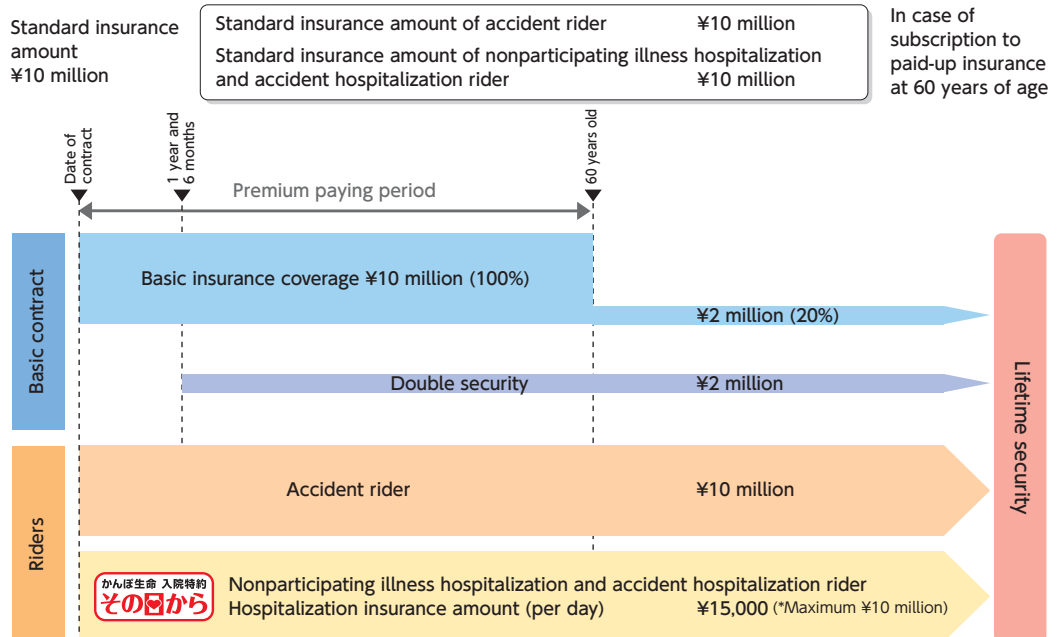 Standard insurance
amount
¥10 million
Standard insurance amount of accident rider ¥10 million
Standard insurance amount of nonparticipating illness hospitalization
and accident hospitalization rider ¥10 million
In case of
subscription to
paid-up insurance
at 60 years of age
Date of
contract
1 year and
6 months
60 years old
Premium paying period
Basic contract
Basic insurance coverage ¥10 million (100%)
¥2 million (20%)
Double security ¥2 million
Lifetime security
Riders
Accident rider ¥10 million
かんぽ生命 入院特約
その日から
Nonparticipating illness hospitalization and accident hospitalization rider
Hospitalization insurance amount (per day) ¥15,000 (*Maximum ¥10 million)